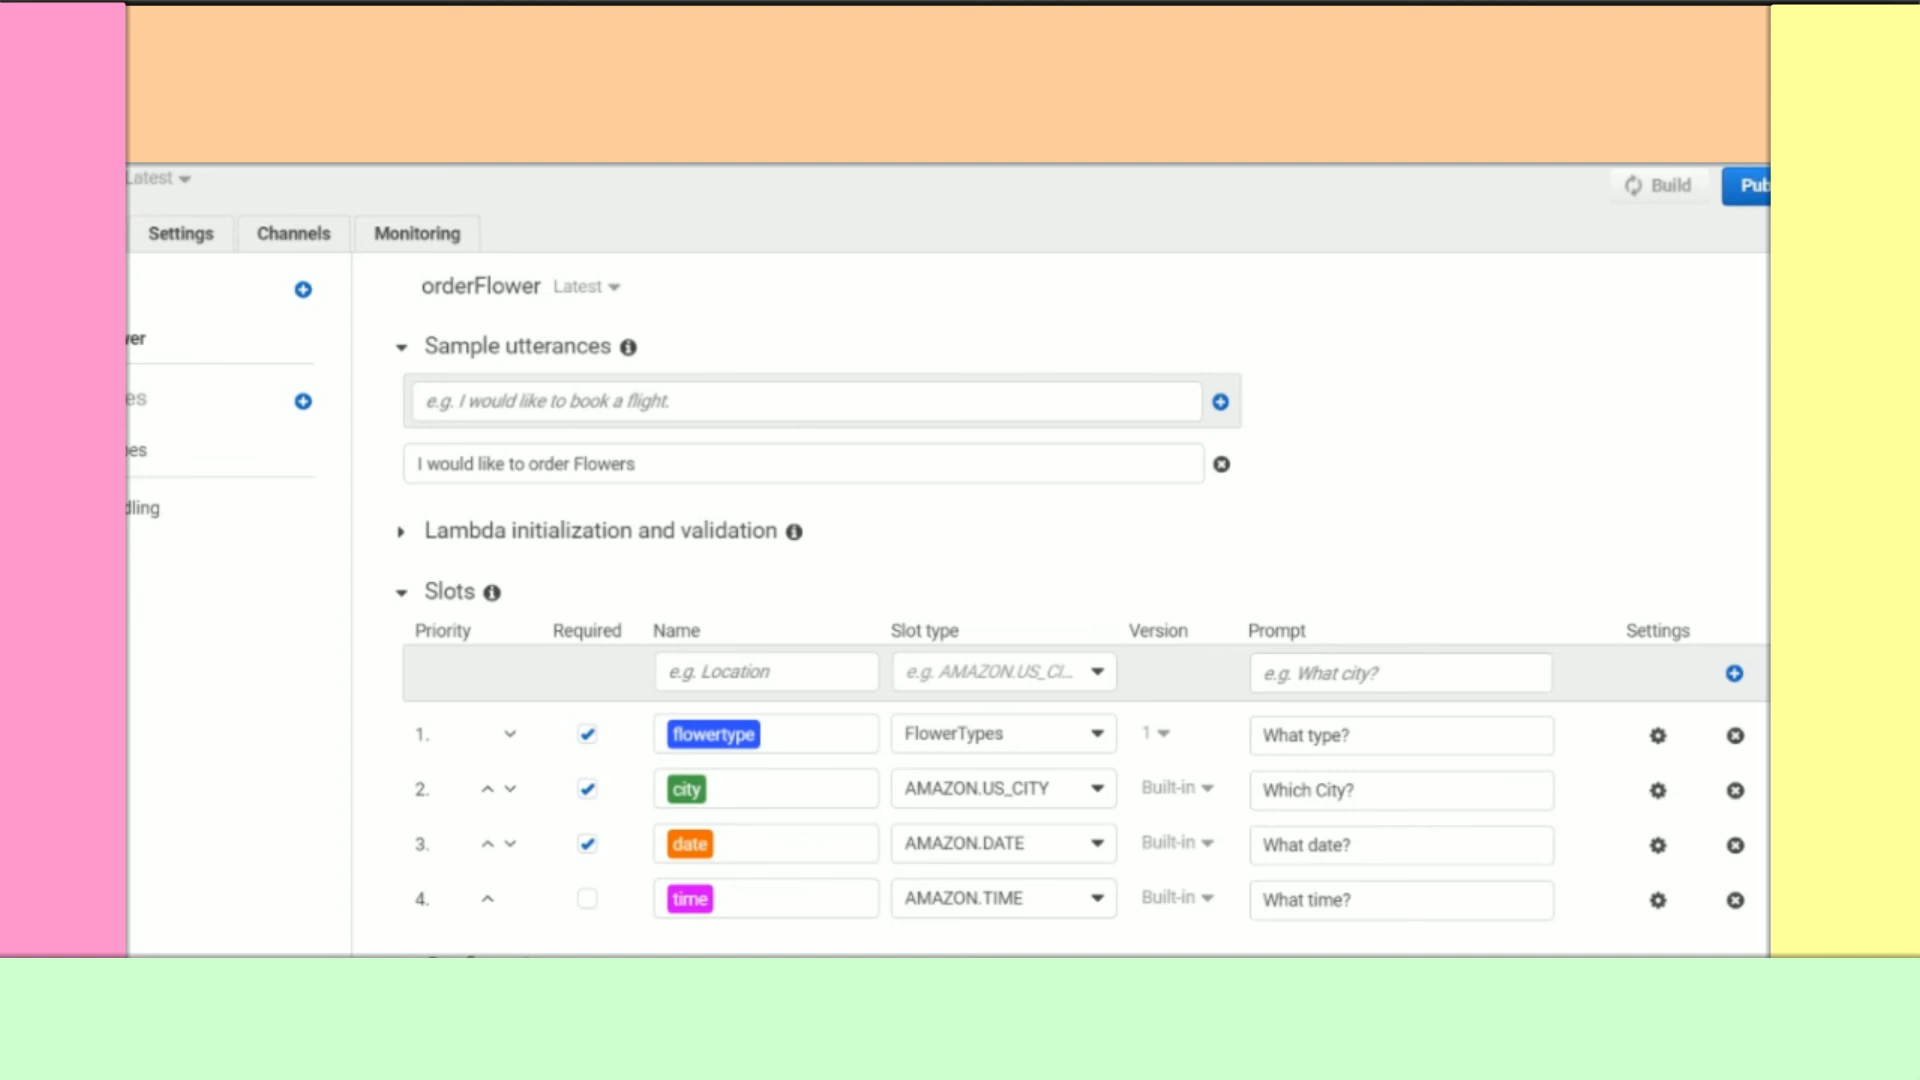 Latest
Build Pub
Settings Channels Monitoring
orderFlower Latest
Sample utterances
e.g. I would like to book a flight.
I would like to order Flowers
dling
Lambda initialization and validation
Slots
Priority Required Name Slot type Version Prompt Settings
e.g. Location e.g. AMAZON.US_CI... e.g. What city?
1. flowertype FlowerTypes 1 What type?
2. city AMAZON.US_CITY Built-in Which City?
3. date AMAZON.DATE Built-in What date?
4. time AMAZON.TIME Built-in What time?